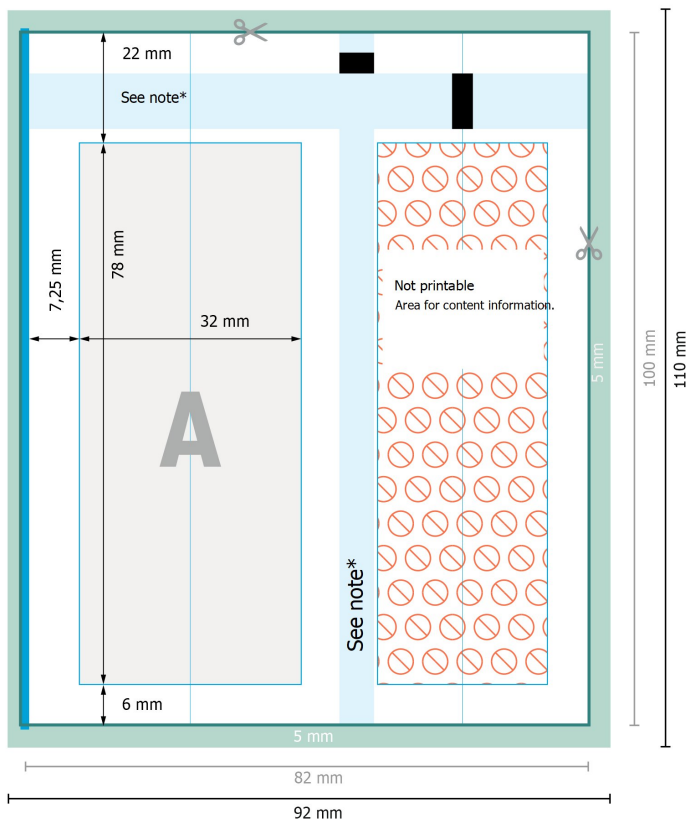 22 mm
See note*
7,25 mm
78 mm
32 mm
Not printable
Area for content information.
A
See note*
6 mm
5 mm
5 mm
100 mm
110 mm
82 mm
92 mm